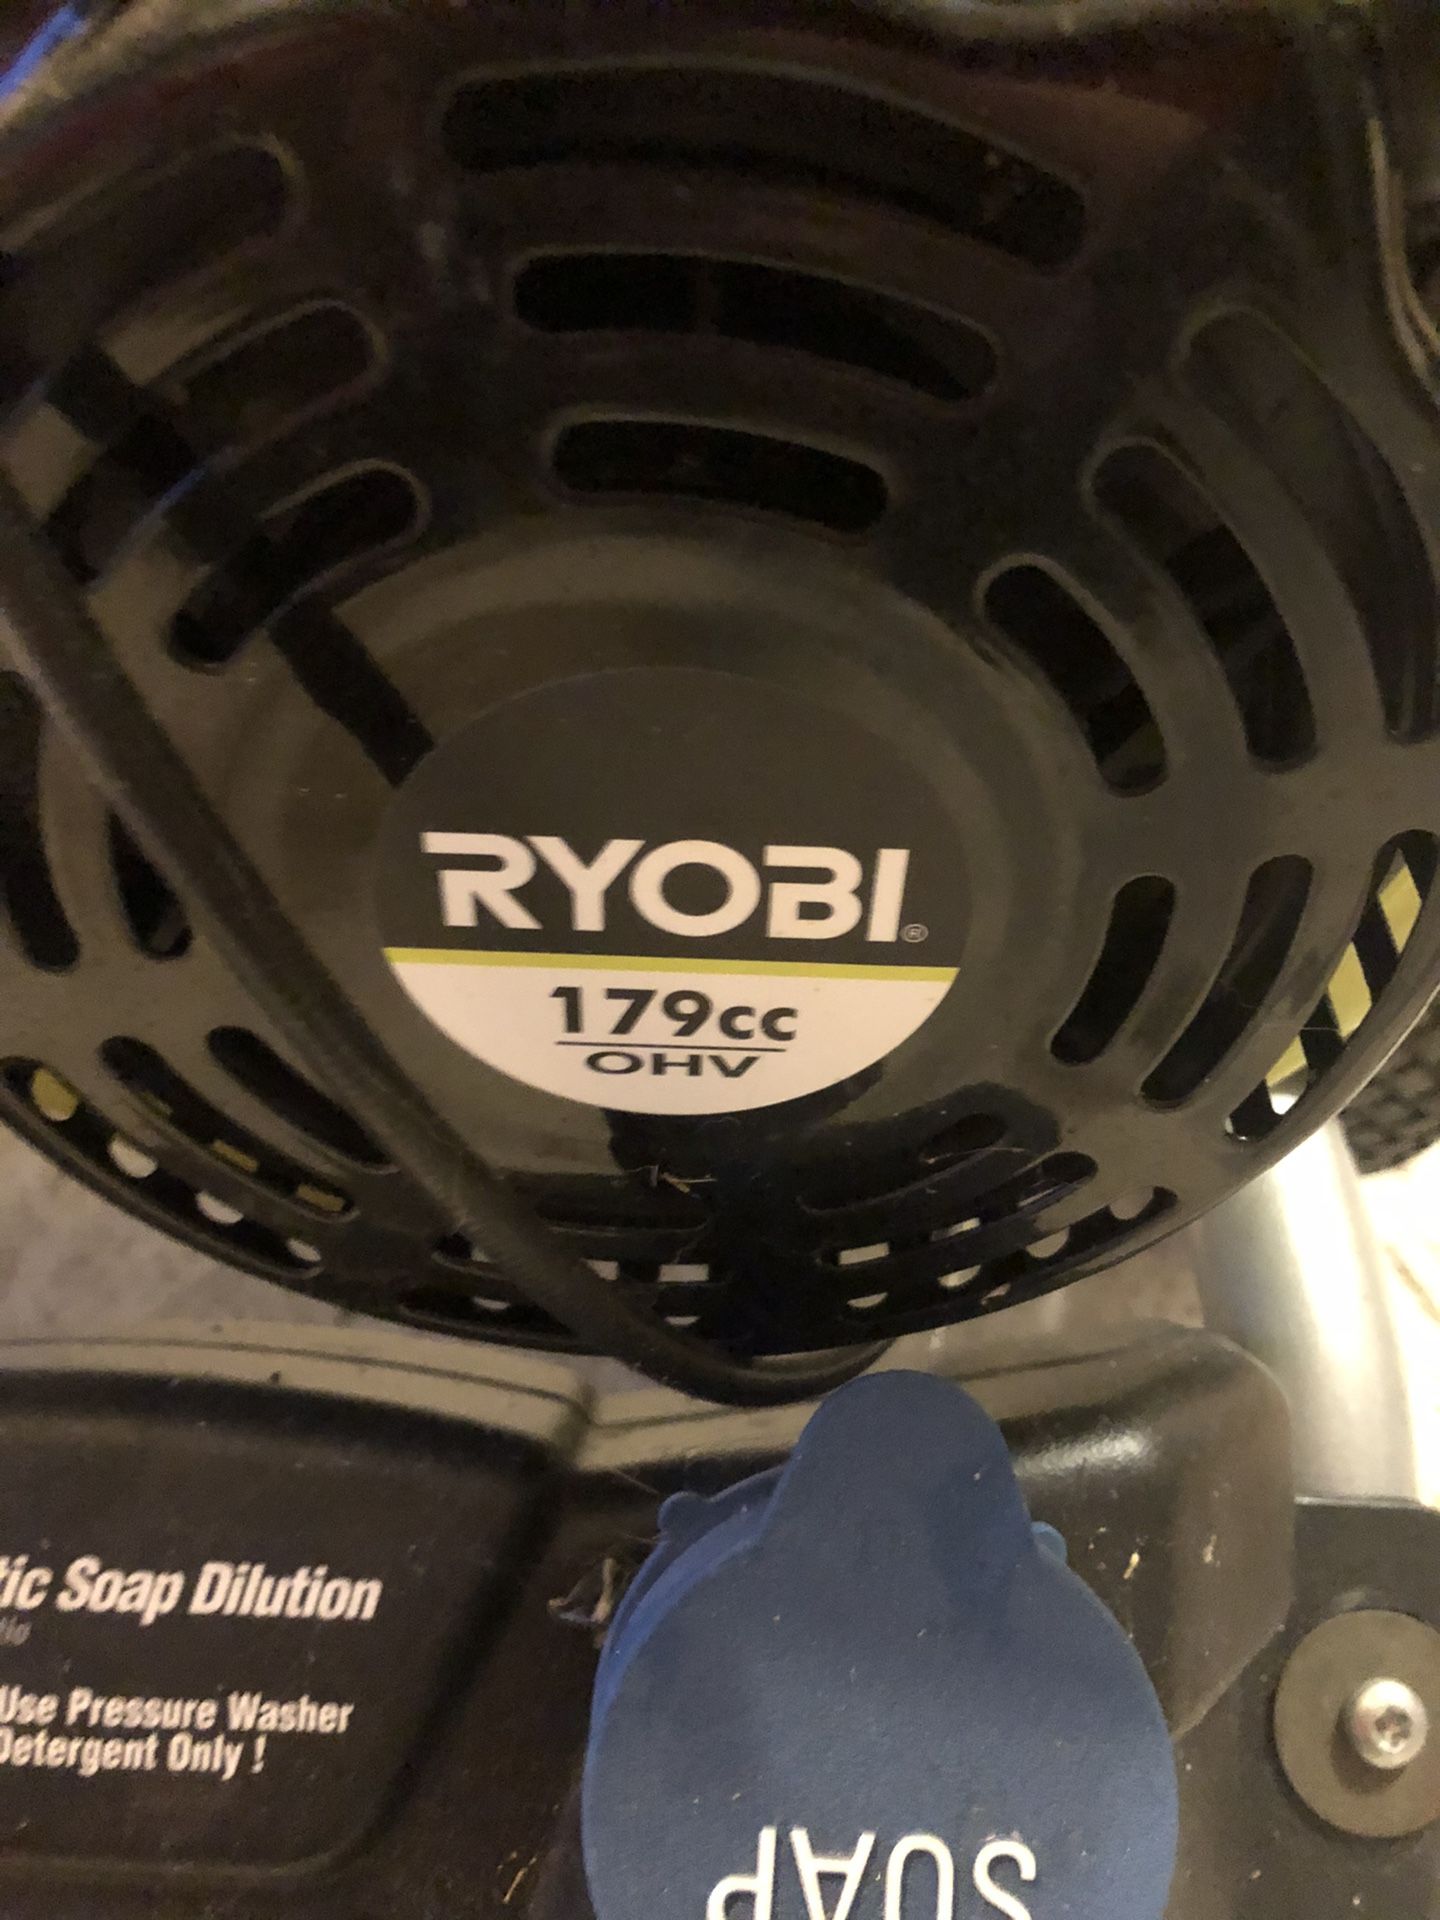 RYOBI®
179cc
OHV
tic Soap Dilution
Use Pressure Washer
Detergent Only !
SOAP